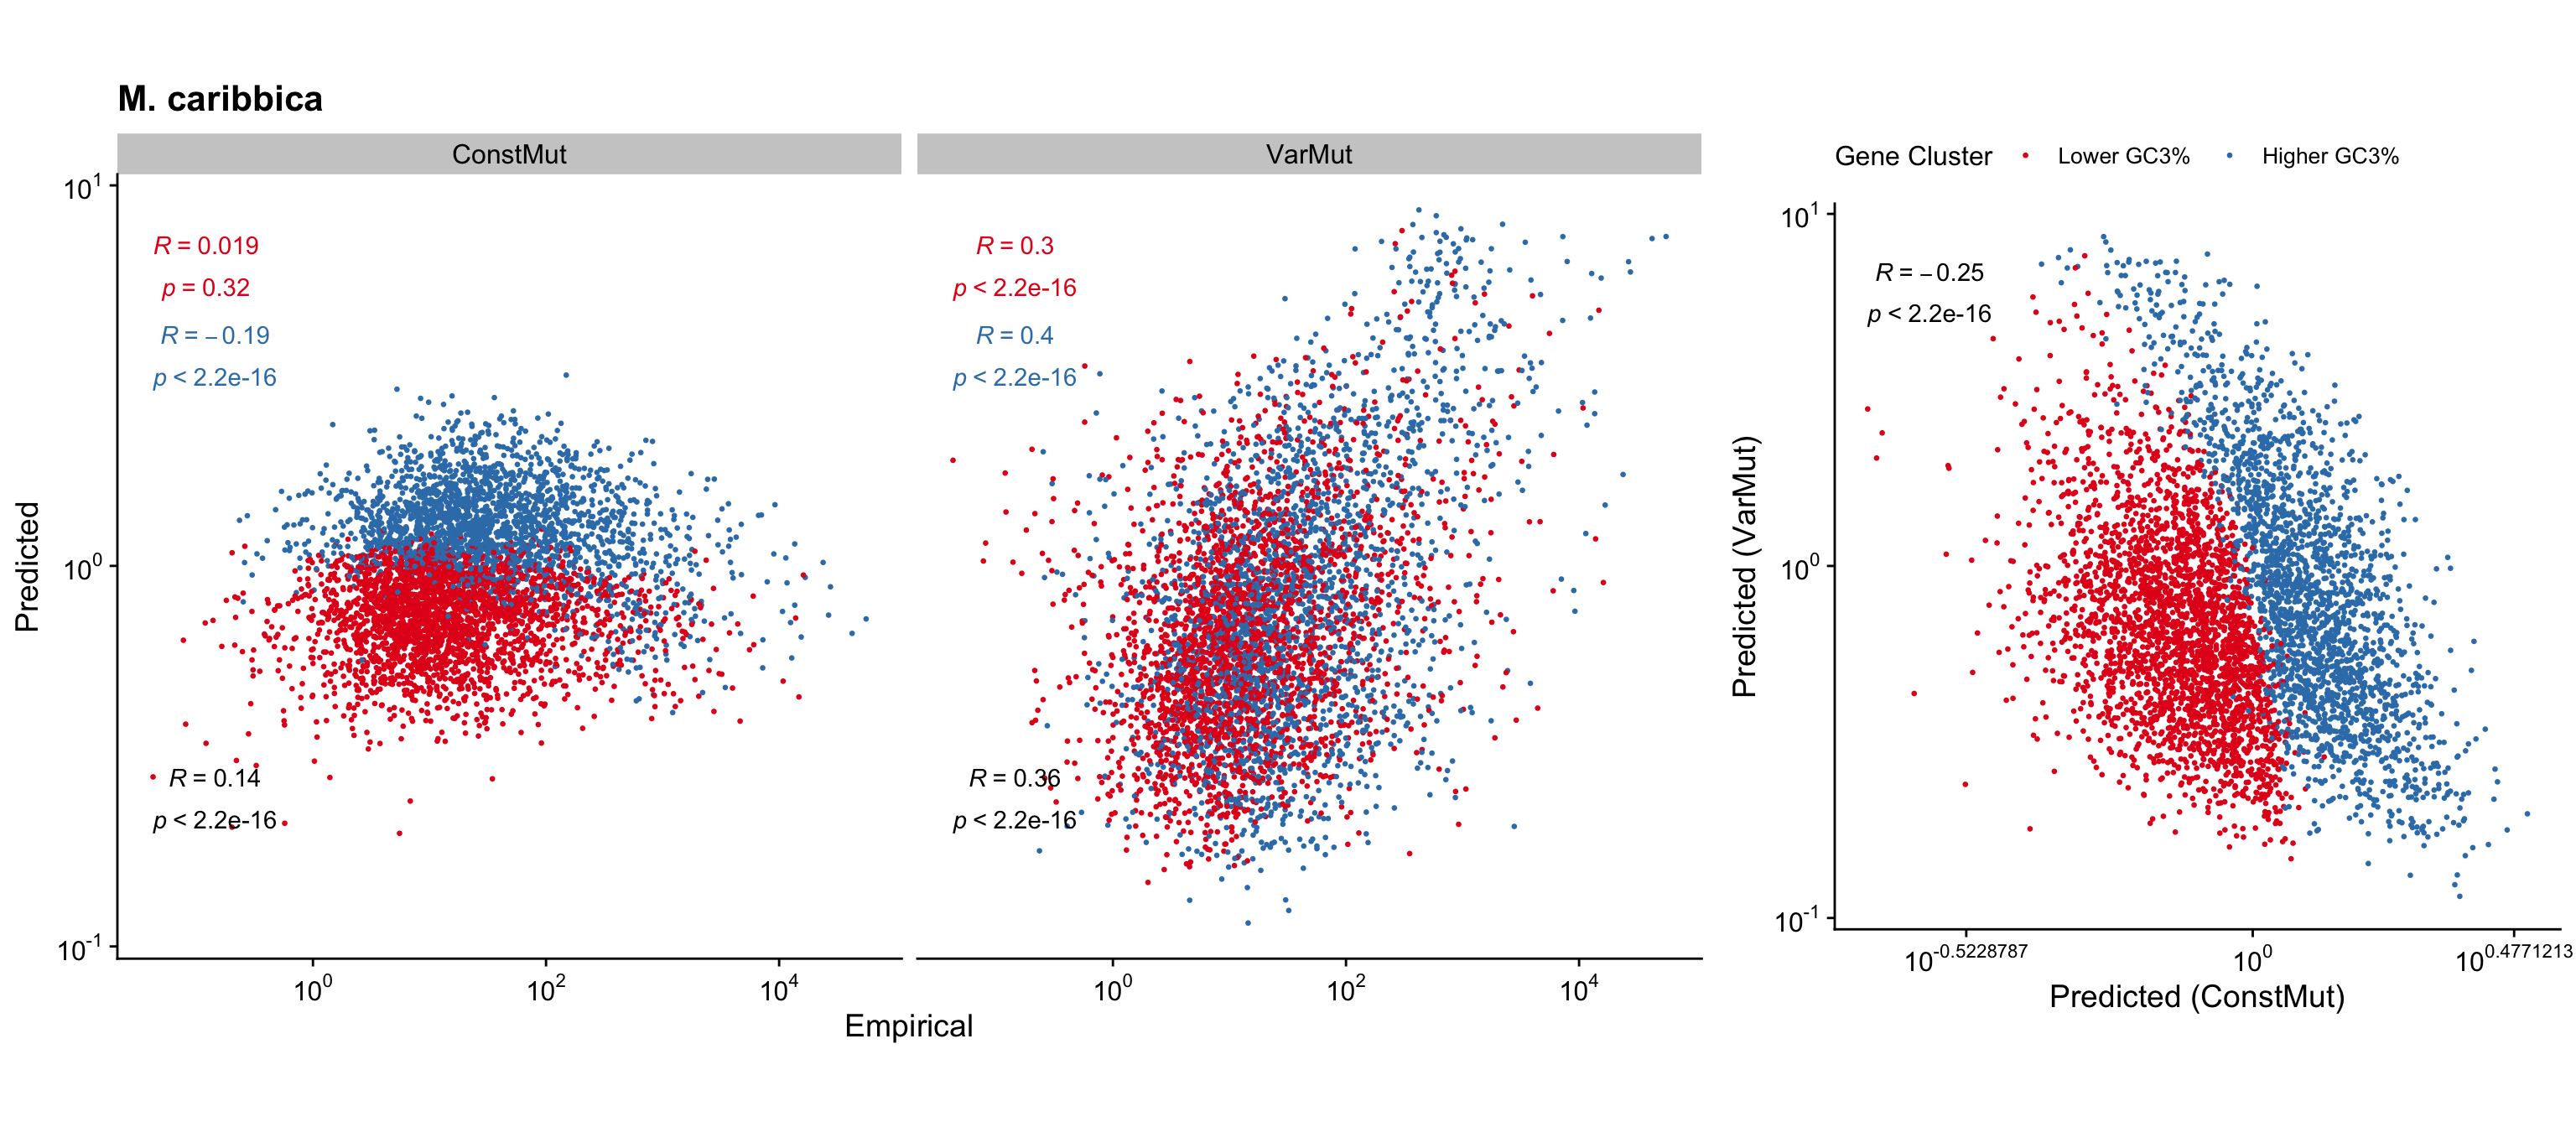 M. caribbica
ConstMut
VarMut
Gene Cluster Lower GC3% Higher GC3%
Predicted
10^1
10^0
10^-1
R = 0.019
p = 0.32
R = −0.19
p < 2.2e-16
R = 0.14
p < 2.2e-16
R = 0.3
p < 2.2e-16
R = 0.4
p < 2.2e-16
R = 0.36
p < 2.2e-16
10^0 10^2 10^4
10^0 10^2 10^4
Empirical
Predicted (VarMut)
10^1
10^0
10^-1
R = −0.25
p < 2.2e-16
10^-0.5228787 10^0 10^0.4771213
Predicted (ConstMut)